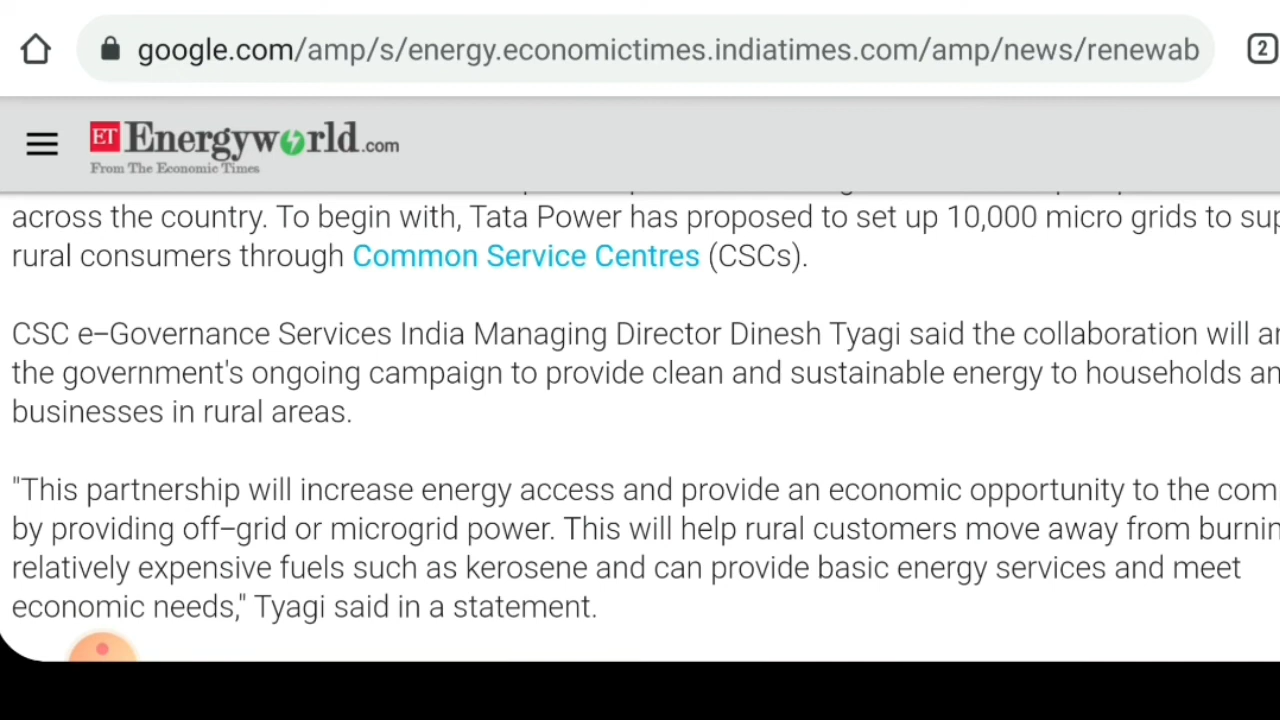 google.com/amp/s/energy.economictimes.indiatimes.com/amp/news/renewab
2
ET Energyworld.com
From The Economic Times
across the country. To begin with, Tata Power has proposed to set up 10,000 micro grids to sup
rural consumers through Common Service Centres (CSCs).
CSC e-Governance Services India Managing Director Dinesh Tyagi said the collaboration will
the government's ongoing campaign to provide clean and sustainable energy to households an
businesses in rural areas.
"This partnership will increase energy access and provide an economic opportunity to the com
by providing off-grid or microgrid power. This will help rural customers move away from burnin
relatively expensive fuels such as kerosene and can provide basic energy services and meet
economic needs," Tyagi said in a statement.